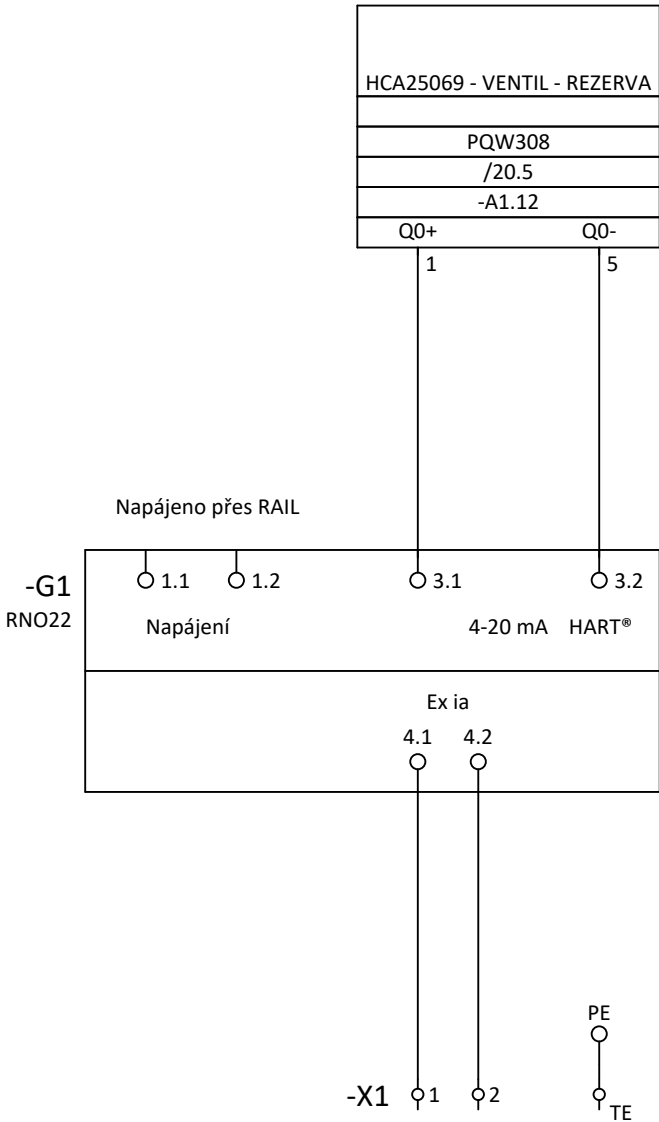 HCA25069 - VENTIL - REZERVA
PQW308
/20.5
-A1.12
Q0+ Q0-
1 5
Napájeno přes RAIL
-G1 1.1 1.2 3.1 3.2
RNO22 Napájení 4-20 mA HART®
Ex ia
4.1 4.2
PE
-X1 1 2
TE